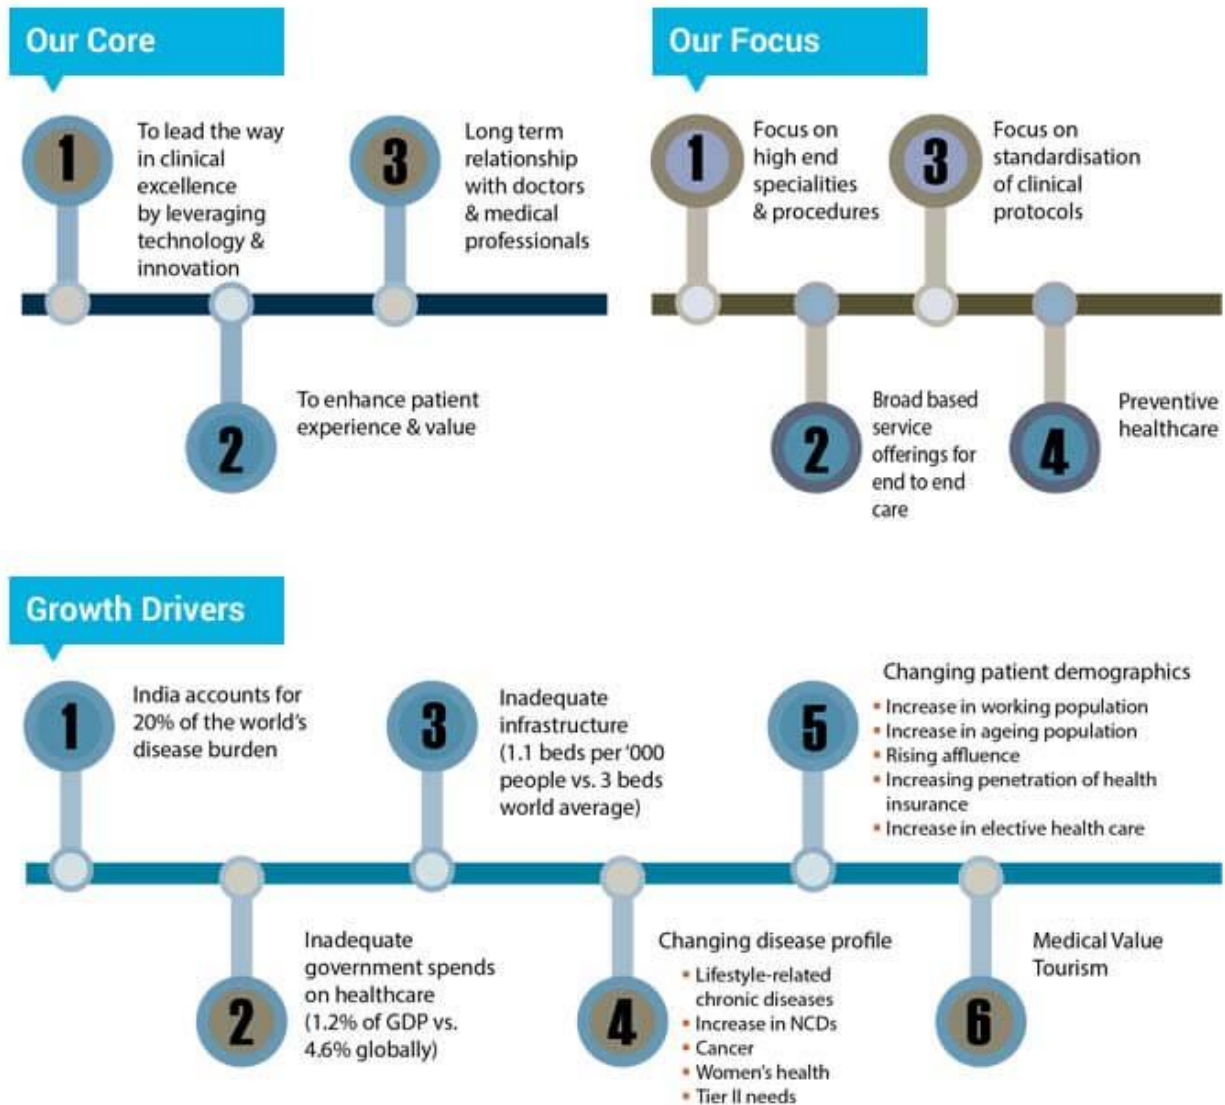 Our Core
1
To lead the way
in clinical
excellence
by leveraging
technology &
innovation
2
To enhance patient
experience & value
3
Long term
relationship
with doctors
& medical
professionals
Our Focus
1
Focus on
high end
specialities
& procedures
2
Broad based
service
offerings for
end to end
care
3
Focus on
standardisation
of clinical
protocols
4
Preventive
healthcare
Growth Drivers
1
India accounts for
20% of the world's
disease burden
2
Inadequate
government spends
on healthcare
(1.2% of GDP vs.
4.6% globally)
3
Inadequate
infrastructure
(1.1 beds per '000
people vs. 3 beds
world average)
4
Changing disease profile
▪ Lifestyle-related
chronic diseases
▪ Increase in NCDs
▪ Cancer
▪ Women's health
▪ Tier II needs
5
Changing patient demographics
▪ Increase in working population
▪ Increase in ageing population
▪ Rising affluence
▪ Increasing penetration of health
insurance
▪ Increase in elective health care
6
Medical Value
Tourism